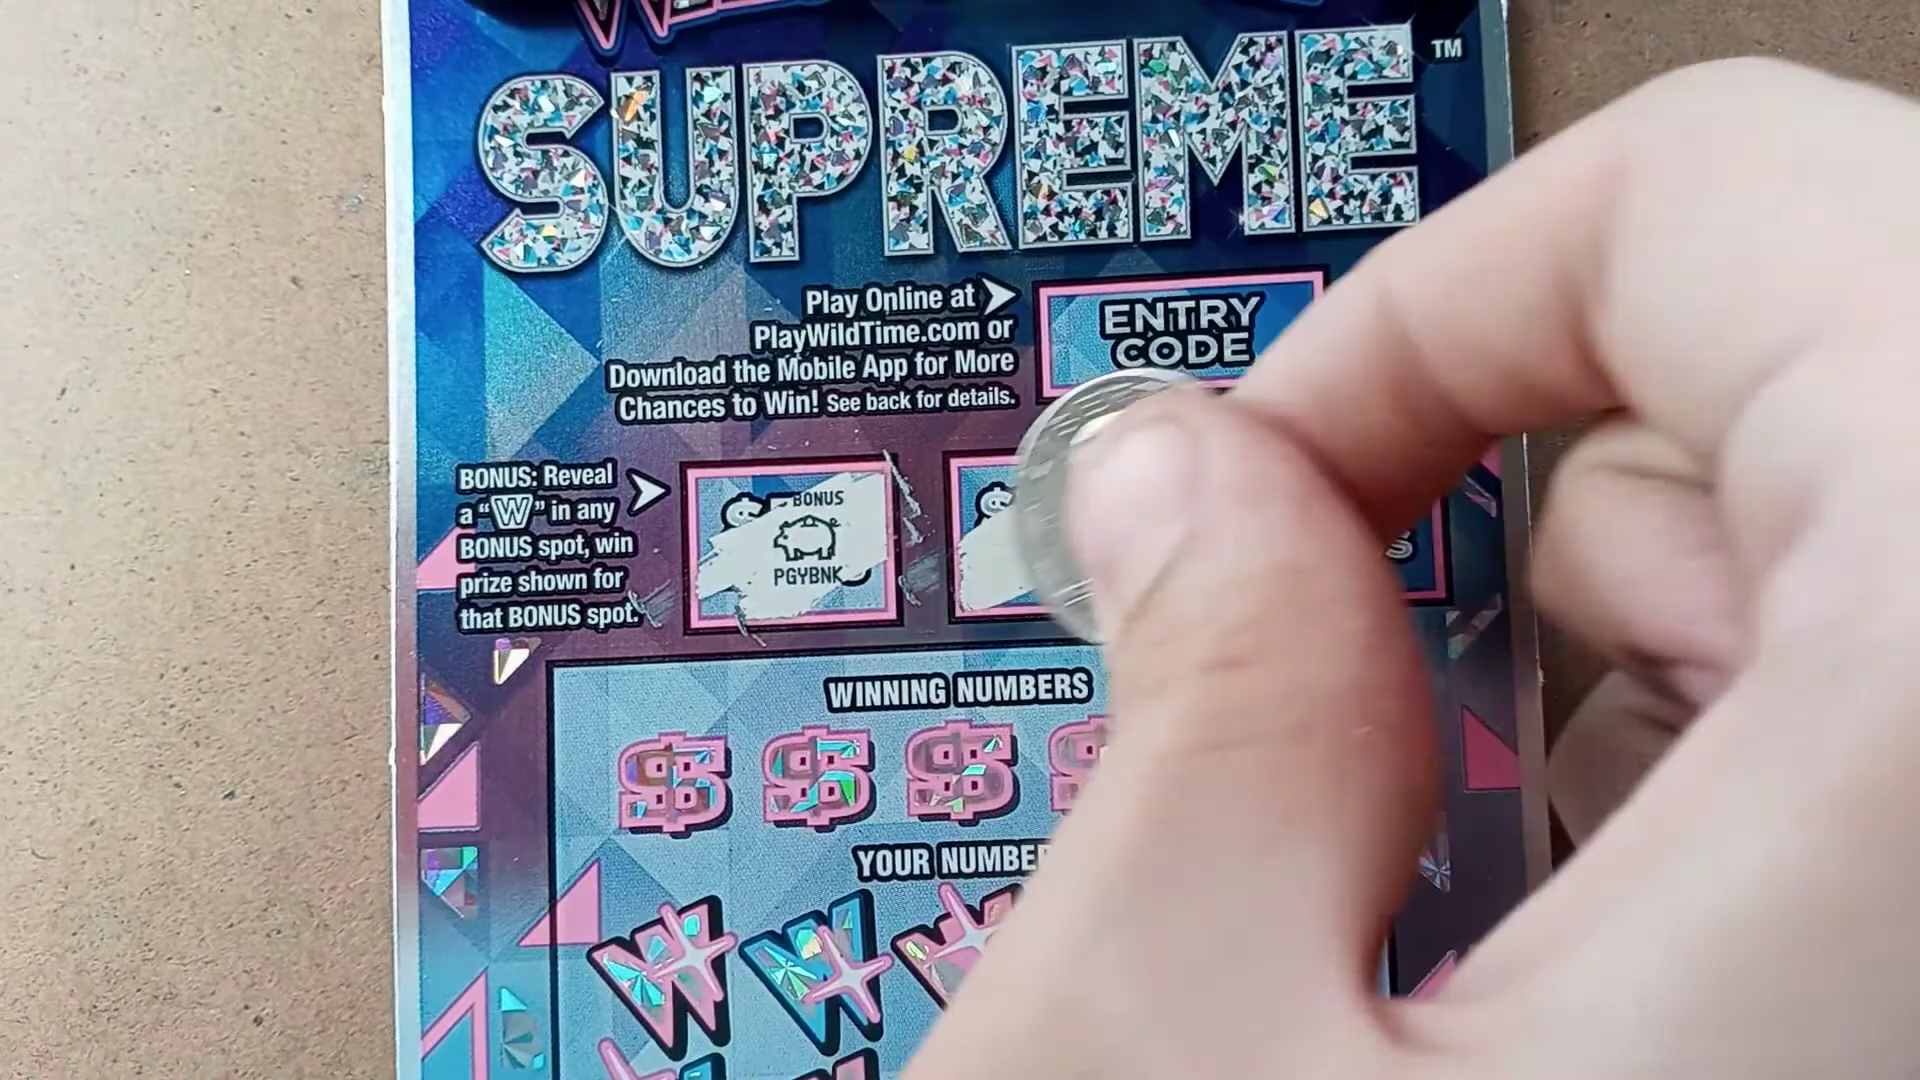 SUPREME™
Play Online at
PlayWildTime.com or
Download the Mobile App for More
Chances to Win! See back for details.
ENTRY
CODE
BONUS: Reveal
a "W" in any
BONUS spot, win
prize shown for
that BONUS spot.
$
BONUS
PGYBNK
$
WINNING NUMBERS
$ $ $ $
YOUR NUMBE
W W W